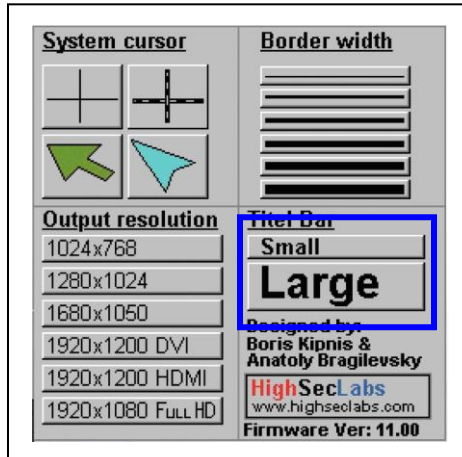 System cursor
Border width
Output resolution
1024x768
1280x1024
1680x1050
1920x1200 DVI
1920x1200 HDMI
1920x1080 FULL HD
Titel Bar
Small
Large
Designed by:
Boris Kipnis &
Anatoly Bragilevsky
HighSecLabs
www.highseclabs.com
Firmware Ver: 11.00